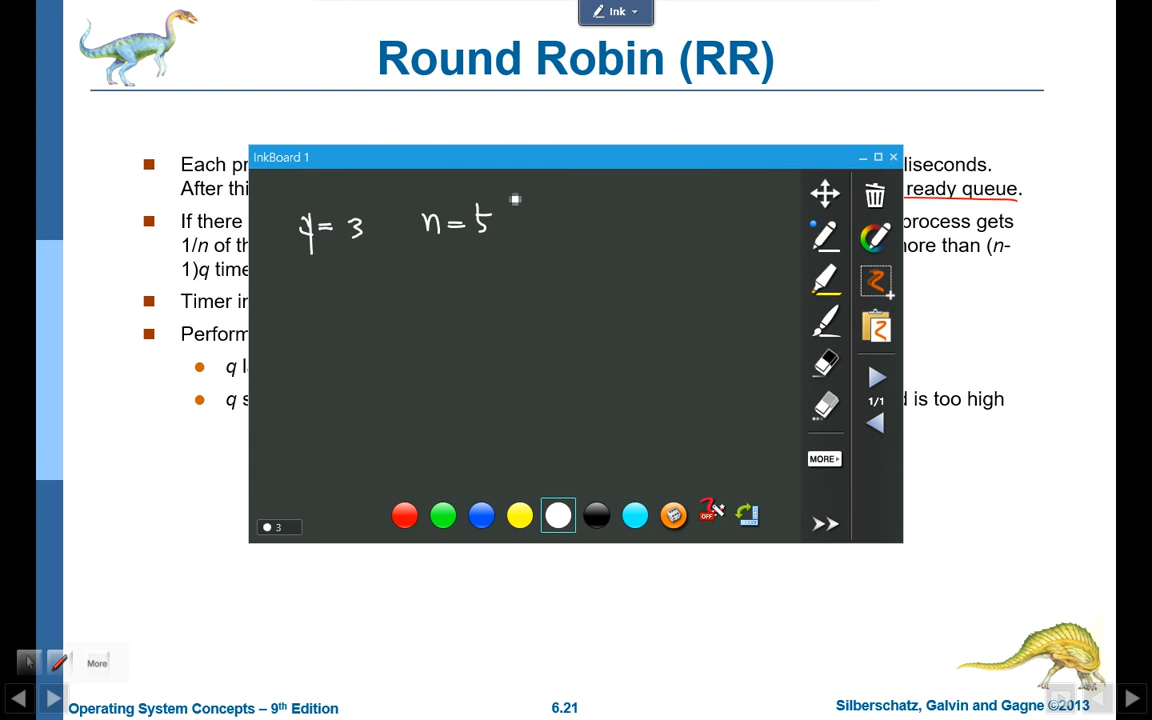 Ink
Round Robin (RR)
Each pr
liseconds.
After thi
ready queue.
If there
process gets
1/n of th
nore than (n-
1)q time
Timer in
Perform
q l
q s
d is too high
InkBoard 1
q = 3 n = 5
1/1
MORE
OFF
3
More
Operating System Concepts – 9th Edition
6.21
Silberschatz, Galvin and Gagne ©2013